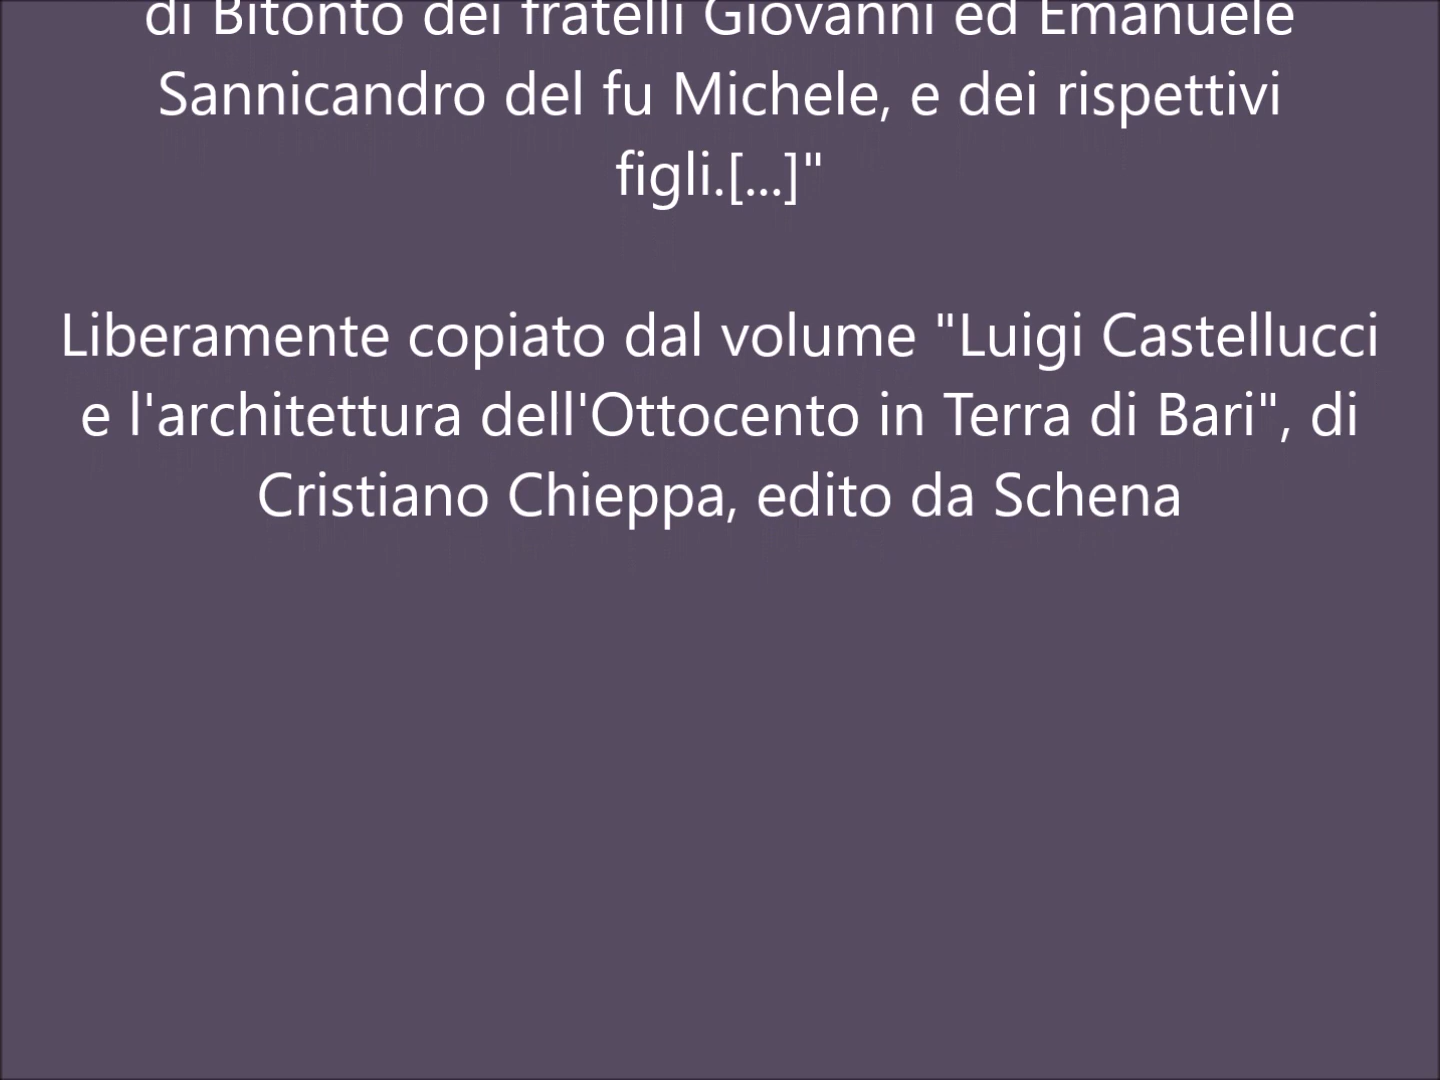 di Bitonto dei fratelli Giovanni ed Emanuele
Sannicandro del fu Michele, e dei rispettivi
figli.[...]"
Liberamente copiato dal volume "Luigi Castellucci
e l'architettura dell'Ottocento in Terra di Bari", di
Cristiano Chieppa, edito da Schena